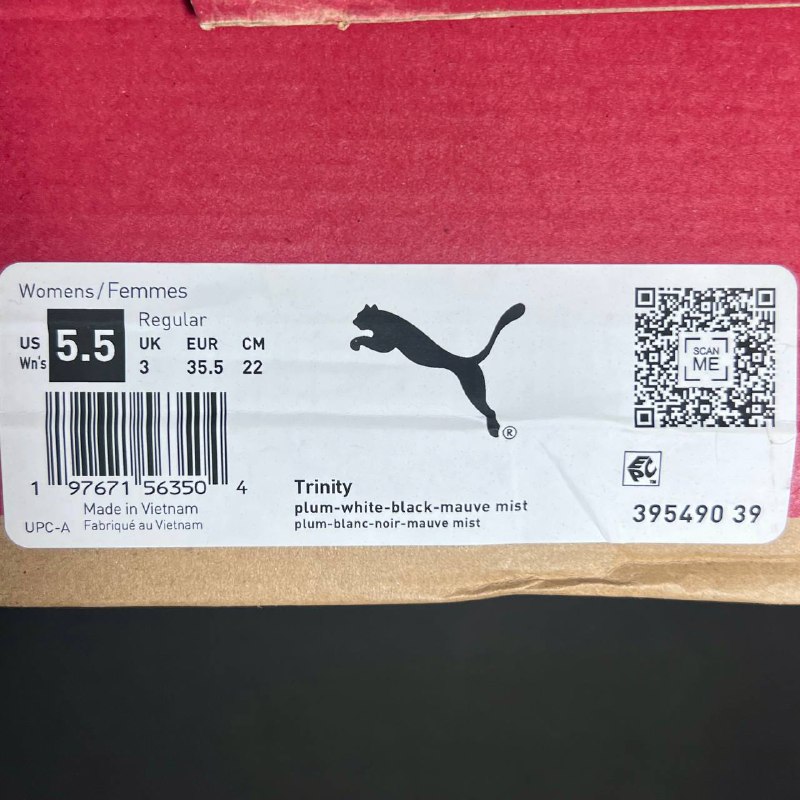 Womens/Femmes
Regular
US Wn's 5.5
UK EUR CM
3 35.5 22
SCAN ME
®
1 97671 56350 4
Made in Vietnam
UPC-A Fabriqué au Vietnam
Trinity
plum-white-black-mauve mist
plum-blanc-noir-mauve mist
EPC™
395490 39